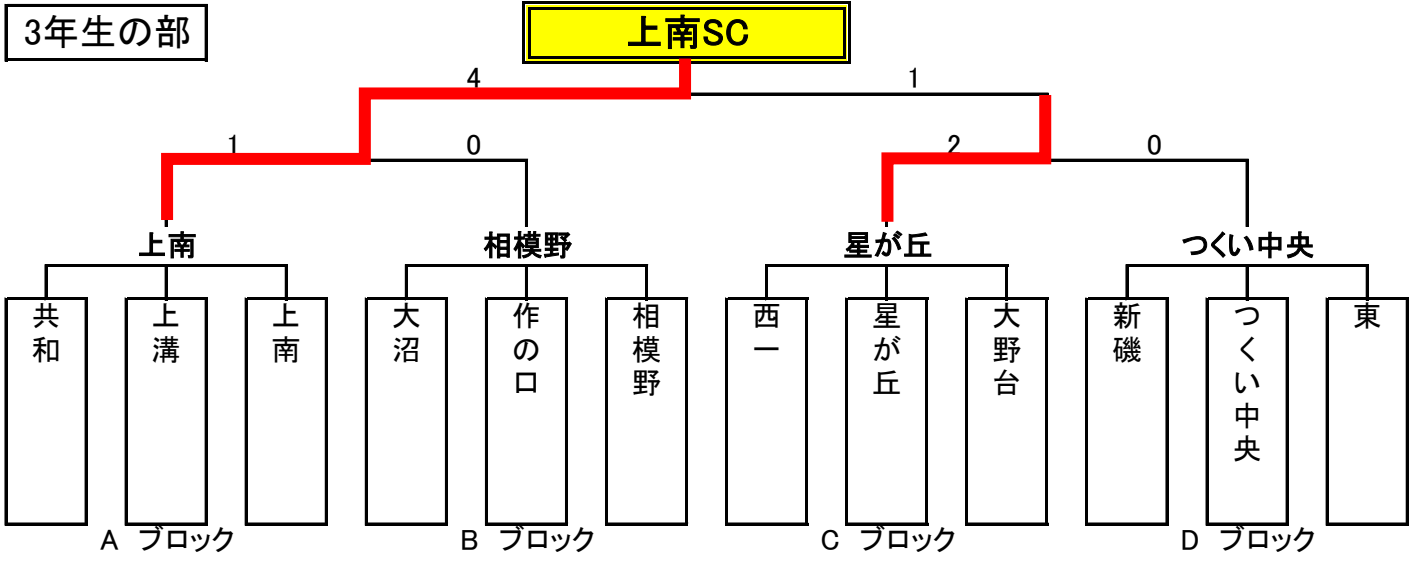 3年生の部
上南SC
4
1
1
0
2
0
上南
相模野
星が丘
つくい中央
共和
上溝
上南
大沼
作の口
相模野
西一
星が丘
大野台
新磯
つくい中央
東
A ブロック
B ブロック
C ブロック
D ブロック